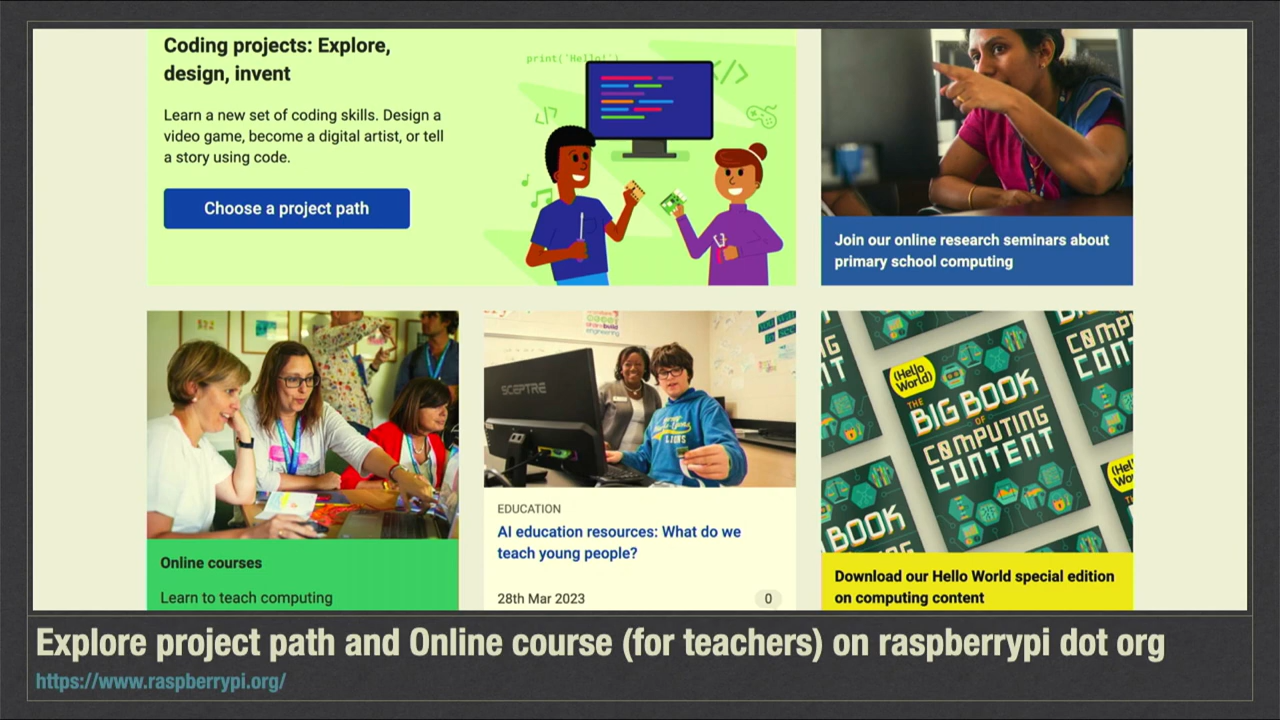 Coding projects: Explore,
design, invent
Learn a new set of coding skills. Design a
video game, become a digital artist, or tell
a story using code.
Choose a project path
print('Hello!')
</>
</>
Join our online research seminars about
primary school computing
Online courses
Learn to teach computing
SCEPTRE
LIONS
EDUCATION
AI education resources: What do we
teach young people?
28th Mar 2023
0
(Hello
World)
THE
BIG BOOK
OF
COMPUTING
CONTENT
Download our Hello World special edition
on computing content
Explore project path and Online course (for teachers) on raspberrypi dot org
https://www.raspberrypi.org/